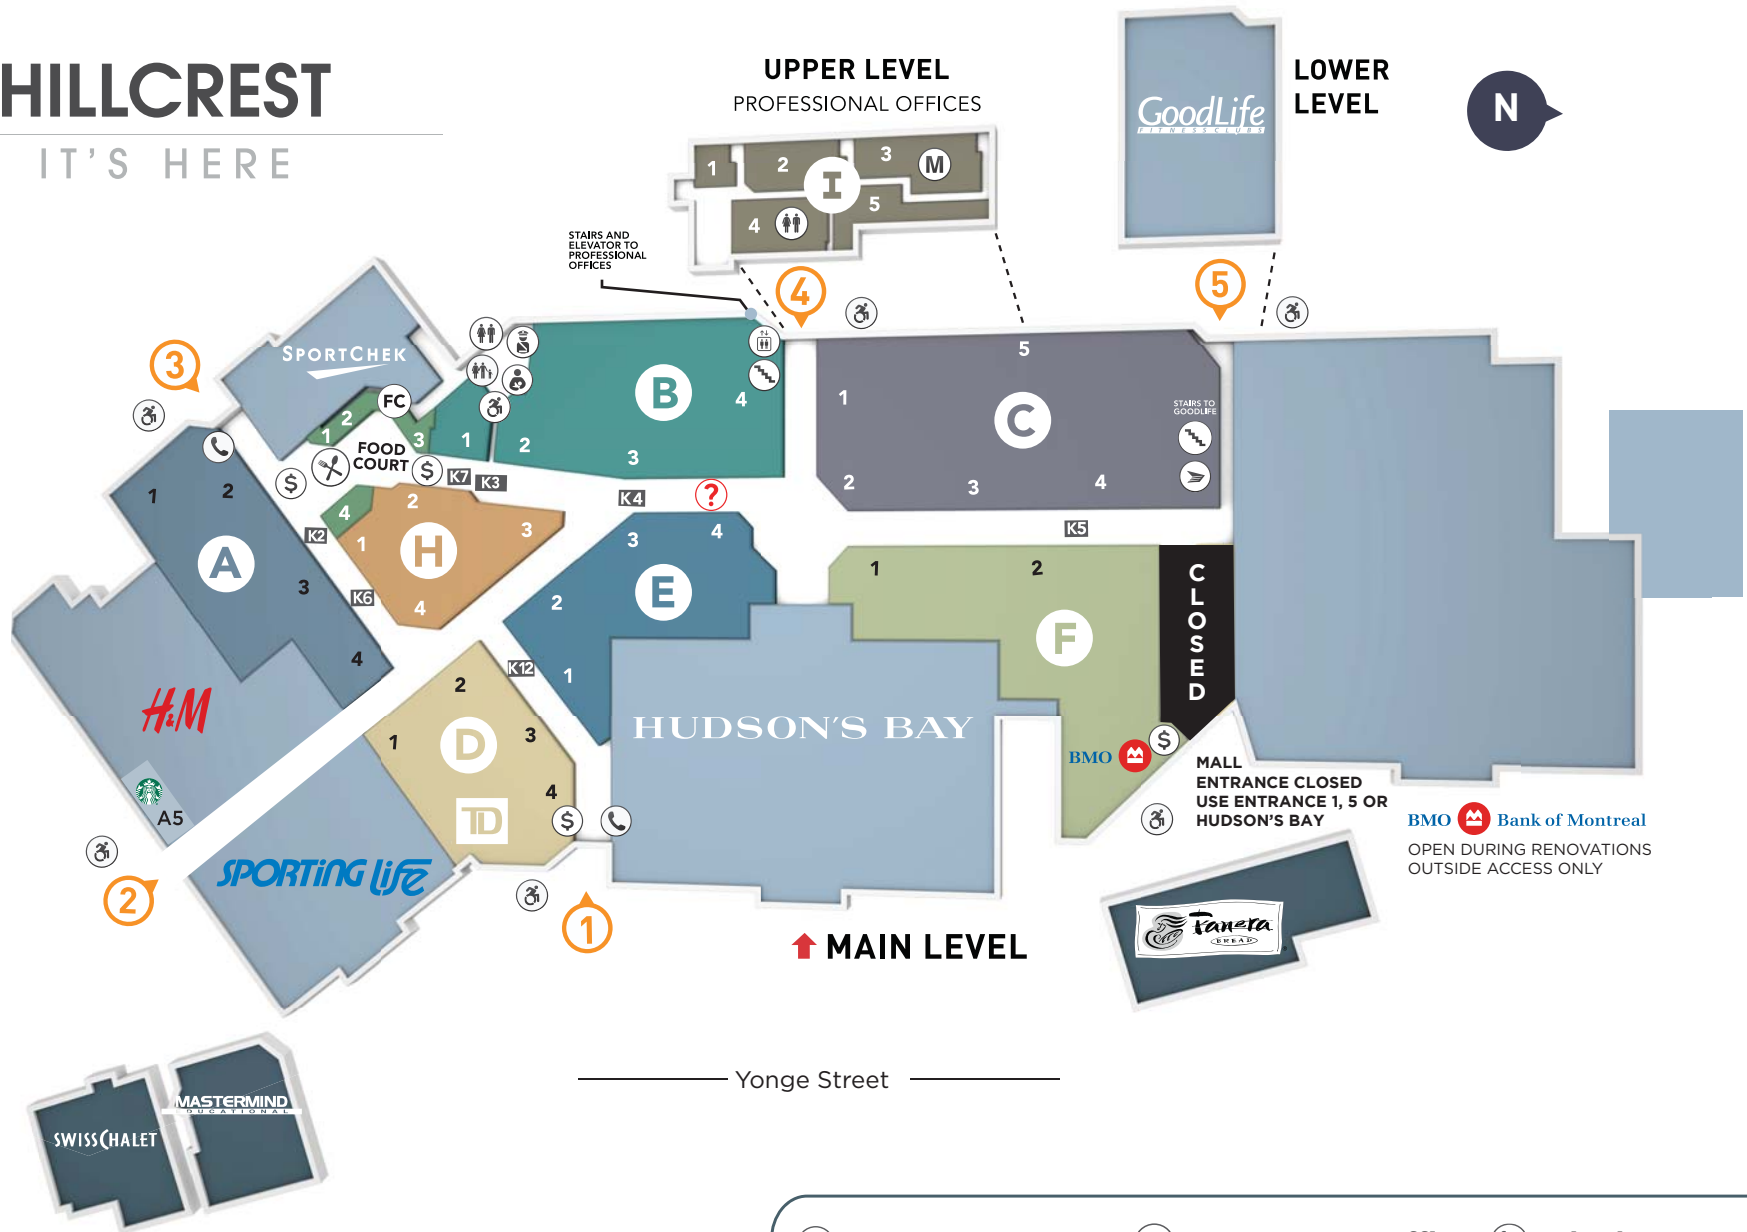 HILLCREST
IT'S HERE
UPPER LEVEL
PROFESSIONAL OFFICES
1
2
3
M
I
4
5
GoodLife
FITNESS CLUBS
LOWER
LEVEL
N
STAIRS AND
ELEVATOR TO
PROFESSIONAL
OFFICES
4
5
3
SPORTCHEK
FC
2
1
3
FOOD
COURT
$
$
1
K7
K3
B
2
3
4
K4
?
C
1
2
3
4
5
STAIRS TO
GOODLIFE
K5
A
1
2
3
4
K2
K6
H
4
1
2
3
4
E
1
2
3
4
K12
D
1
2
3
4
TD
$
F
1
2
CLOSED
H&M
A5
SPORTING LIFE
2
1
HUDSON'S BAY
BMO
$
MALL
ENTRANCE CLOSED
USE ENTRANCE 1, 5 OR
HUDSON'S BAY
BMO Bank of Montreal
OPEN DURING RENOVATIONS
OUTSIDE ACCESS ONLY
Panera
BREAD
MAIN LEVEL
Yonge Street
MASTERMIND
EDUCATIONAL
SWISS CHALET